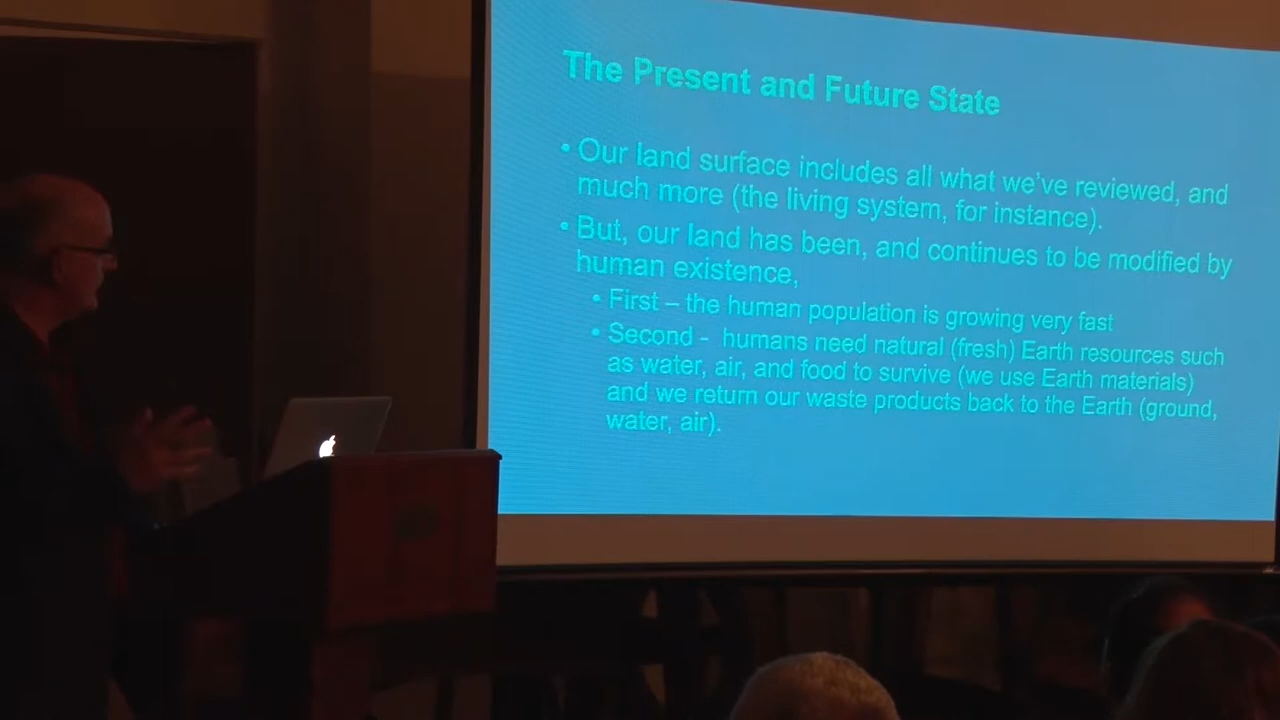 The Present and Future State
• Our land surface includes all what we've reviewed, and
much more (the living system, for instance).
• But, our land has been, and continues to be modified by
human existence,
• First – the human population is growing very fast
• Second - humans need natural (fresh) Earth resources such
as water, air, and food to survive (we use Earth materials)
and we return our waste products back to the Earth (ground,
water, air).